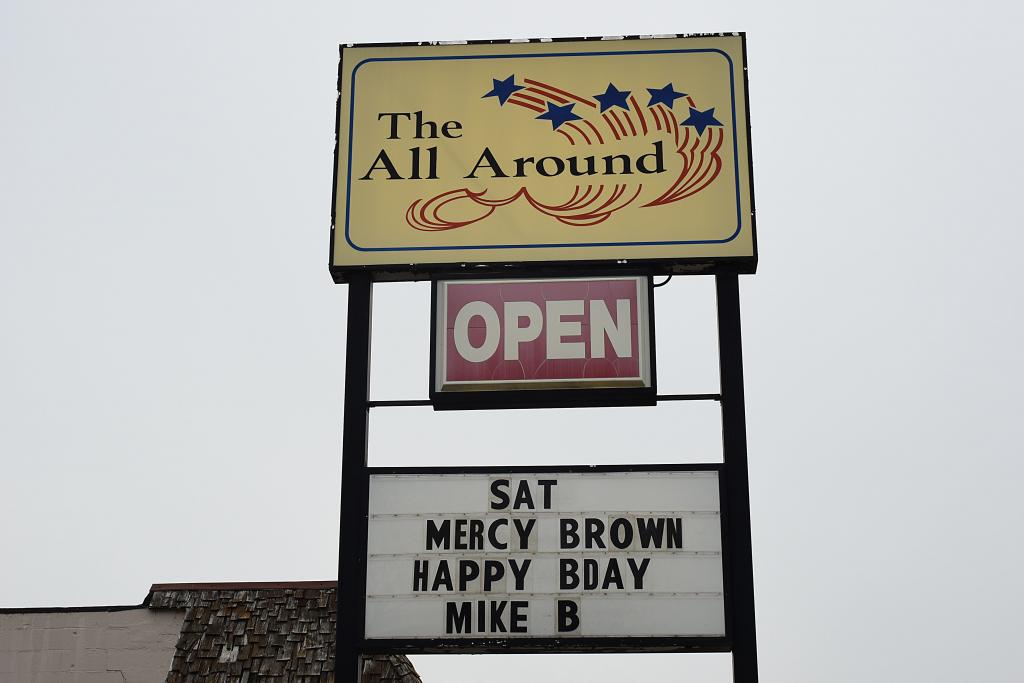 The
All Around
OPEN
SAT
MERCY BROWN
HAPPY BDAY
MIKE B